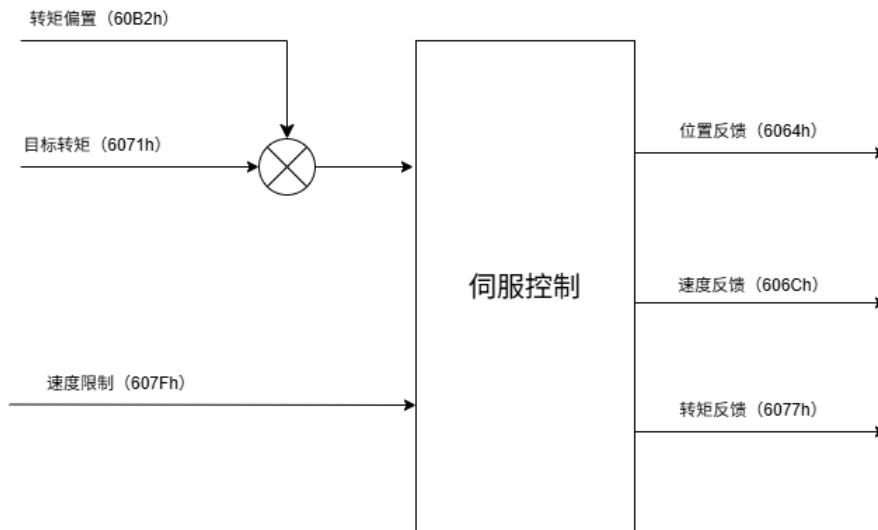 转矩偏置（60B2h）
目标转矩（6071h）
速度限制（607Fh）
伺服控制
位置反馈（6064h）
速度反馈（606Ch）
转矩反馈（6077h）